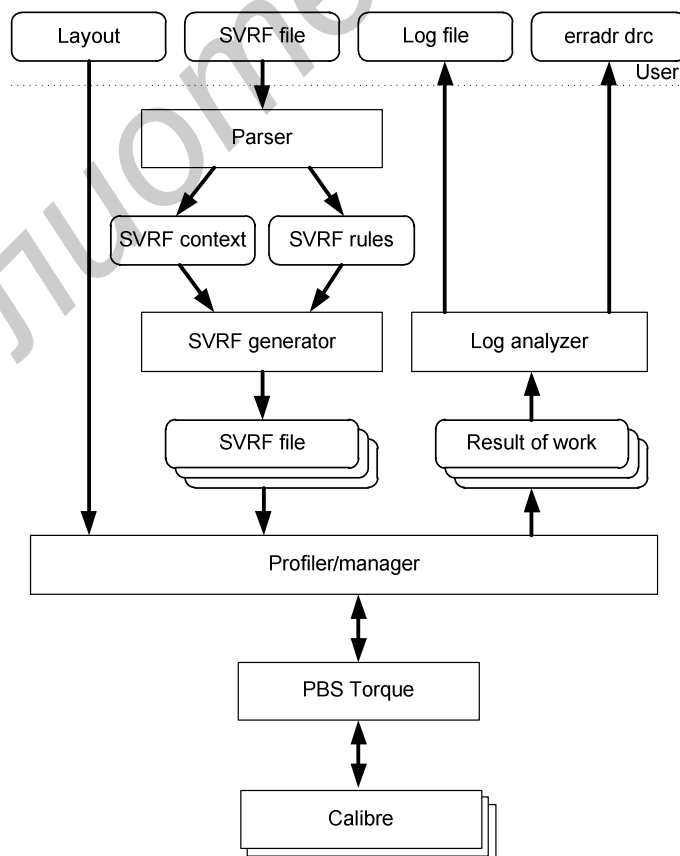 Layout
SVRF file
Log file
erradr drc
User
Parser
SVRF context
SVRF rules
SVRF generator
Log analyzer
SVRF file
Result of work
Profiler/manager
PBS Torque
Calibre
лиоте